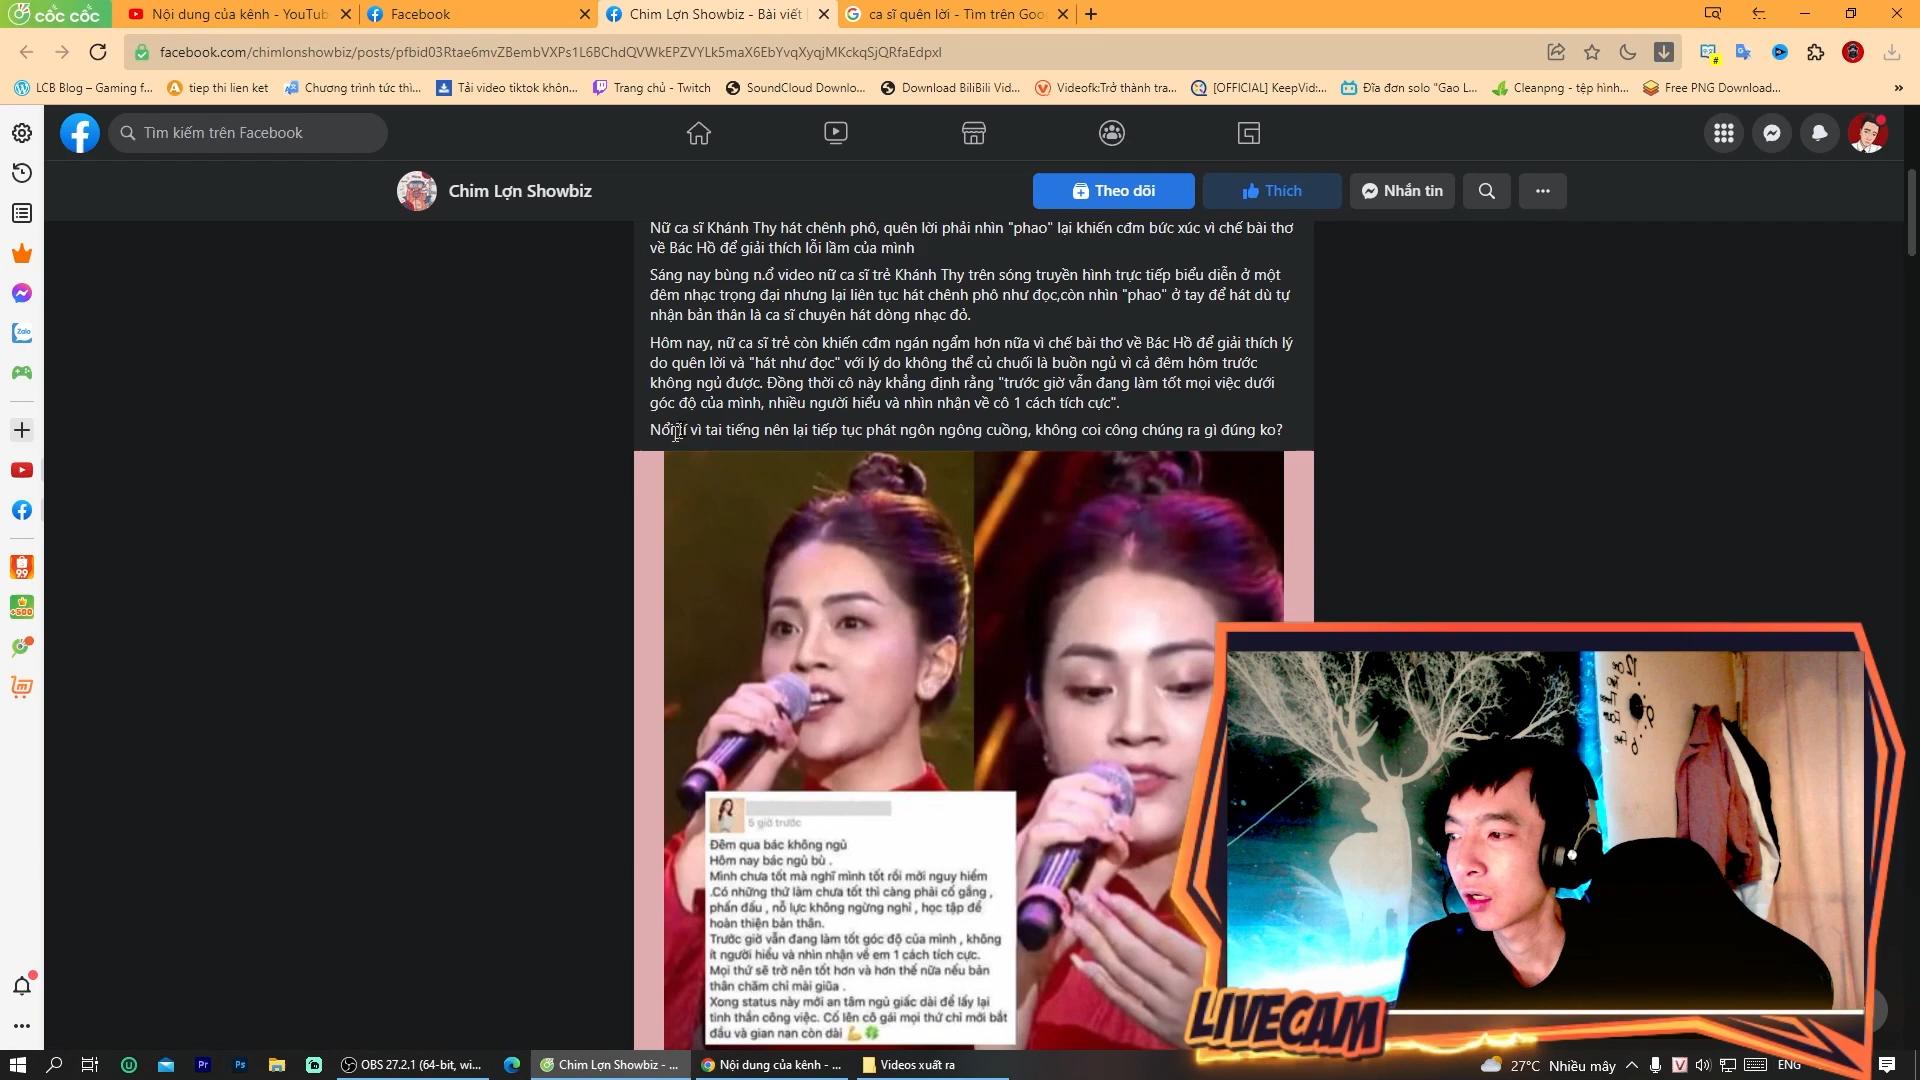 cốc cốc
Nội dung của kênh - YouTub
Facebook
Chim Lợn Showbiz - Bài viết
ca sĩ quên lời - Tìm trên Goo
facebook.com/chimlonshowbiz/posts/pfbid03Rtae6mvZBembVXPs1L6BChdQVWkEPZVYLk5maX6EbYvqXyqjMKckqSjQRfaEdpxl
LCB Blog – Gaming f...
tiep thi lien ket
Chương trình tức thì...
Tải video tiktok khôn...
Trang chủ - Twitch
SoundCloud Downlo...
Download BiliBili Vid...
Videofk:Trở thành tra...
[OFFICIAL] KeepVid:...
Đĩa đơn solo "Gao L...
Cleanpng - tệp hình...
Free PNG Download...
Tìm kiếm trên Facebook
Chim Lợn Showbiz
Theo dõi
Thích
Nhắn tin
Nữ ca sĩ Khánh Thy hát chênh phô, quên lời phải nhìn "phao" lại khiến cđm bức xúc vì chế bài thơ
về Bác Hồ để giải thích lỗi lầm của mình
Sáng nay bùng n.ổ video nữ ca sĩ trẻ Khánh Thy trên sóng truyền hình trực tiếp biểu diễn ở một
đêm nhạc trọng đại nhưng lại liên tục hát chênh phô như đọc,còn nhìn "phao" ở tay để hát dù tự
nhận bản thân là ca sĩ chuyên hát dòng nhạc đỏ.
Hôm nay, nữ ca sĩ trẻ còn khiến cđm ngán ngẩm hơn nữa vì chế bài thơ về Bác Hồ để giải thích lý
do quên lời và "hát như đọc" với lý do không thể củ chuối là buồn ngủ vì cả đêm hôm trước
không ngủ được. Đồng thời cô này khẳng định rằng "trước giờ vẫn đang làm tốt mọi việc dưới
góc độ của mình, nhiều người hiểu và nhìn nhận về cô 1 cách tích cực".
Nổi tí vì tai tiếng nên lại tiếp tục phát ngôn ngông cuồng, không coi công chúng ra gì đúng ko?
5 giờ trước
Đêm qua bác không ngủ
Hôm nay bác ngủ bù .
Mình chưa tốt mà nghĩ mình tốt rồi mới nguy hiểm
.Có những thứ làm chưa tốt thì càng phải cố gắng ,
phấn đấu , nỗ lực không ngừng nghỉ , học tập để
hoàn thiện bản thân.
Trước giờ vẫn đang làm tốt góc độ của mình , không
ít người hiểu và nhìn nhận về em 1 cách tích cực.
Mọi thứ sẽ trở nên tốt hơn và hơn thế nữa nếu bản
thân chăm chỉ mài giũa .
Xong status này mới an tâm ngủ giấc dài để lấy lại
tinh thần công việc. Cố lên cô gái mọi thứ chỉ mới bắt
đầu và gian nan còn dài 💪🍀
LIVECAM
OBS 27.2.1 (64-bit, wi...
Chim Lợn Showbiz - ...
Nội dung của kênh - ...
Videos xuất ra
27°C Nhiều mây
ENG